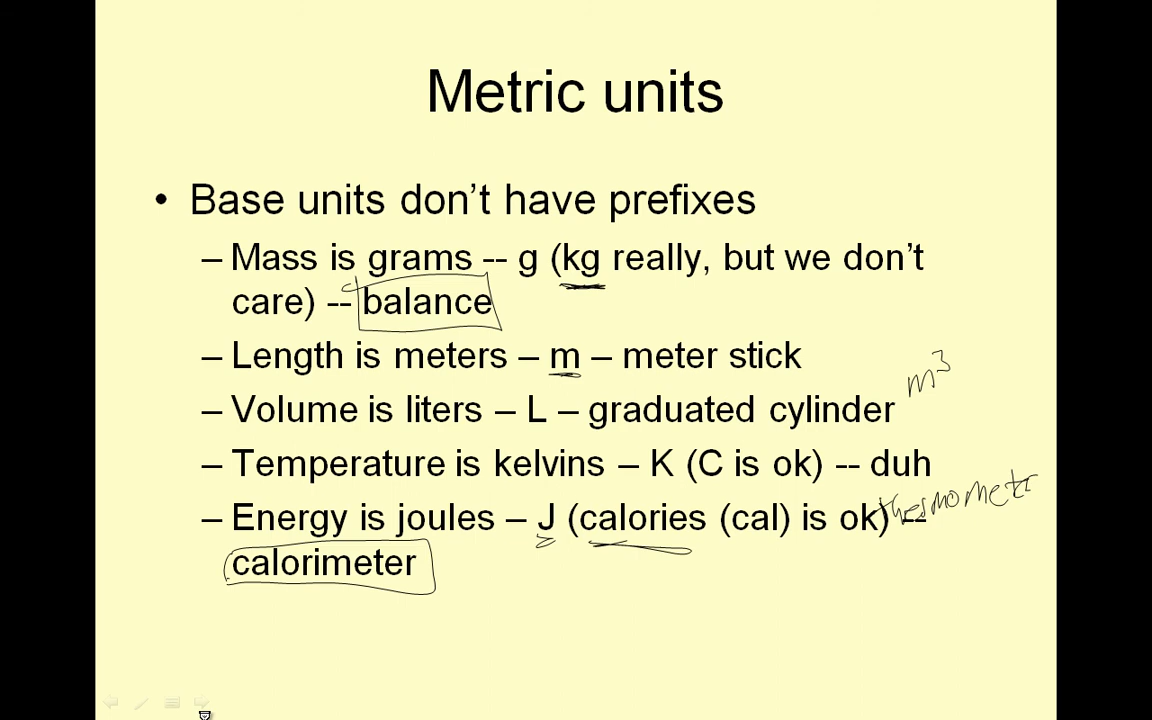 Metric units
• Base units don't have prefixes
– Mass is grams -- g (kg really, but we don't
care) -- balance
– Length is meters – m – meter stick
m³
– Volume is liters – L – graduated cylinder
– Temperature is kelvins – K (C is ok) -- duh
thermometr
– Energy is joules – J (calories (cal) is ok) --
calorimeter